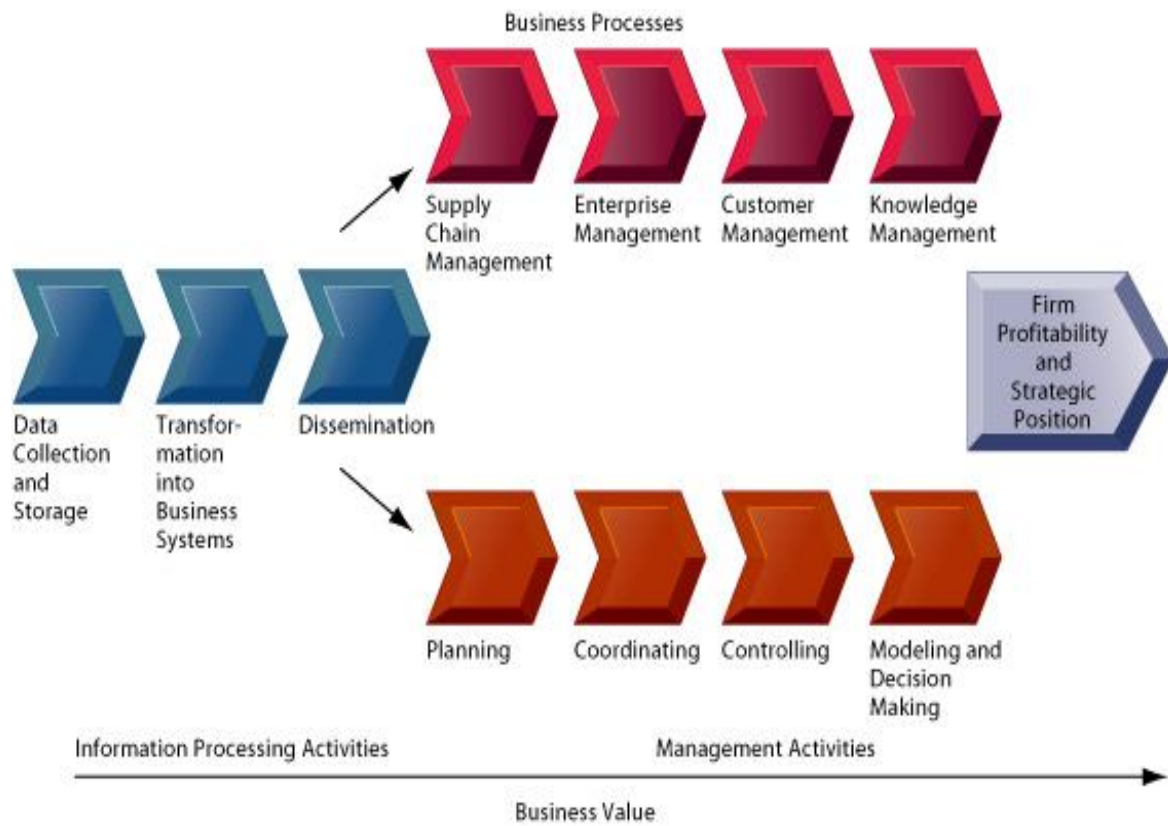 Business Processes
Supply
Chain
Management
Enterprise
Management
Customer
Management
Knowledge
Management
Data
Collection
and
Storage
Transfor-
mation
into
Business
Systems
Dissemination
Firm
Profitability
and
Strategic
Position
Planning
Coordinating
Controlling
Modeling and
Decision
Making
Information Processing Activities
Management Activities
Business Value